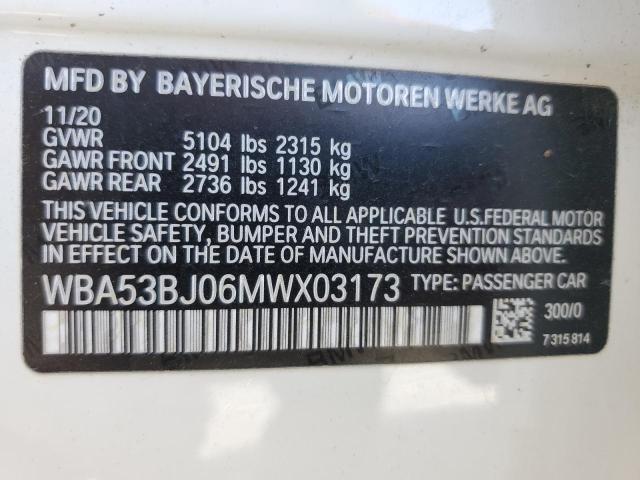 MFD BY BAYERISCHE MOTOREN WERKE AG
11/20
GVWR 5104 lbs 2315 kg
GAWR FRONT 2491 lbs 1130 kg
GAWR REAR 2736 lbs 1241 kg
THIS VEHICLE CONFORMS TO ALL APPLICABLE U.S.FEDERAL MOTOR
VEHICLE SAFETY, BUMPER AND THEFT PREVENTION STANDARDS
IN EFFECT ON THE DATE OF MANUFACTURE SHOWN ABOVE.
WBA53BJ06MWX03173 TYPE: PASSENGER CAR
300/0
7315814